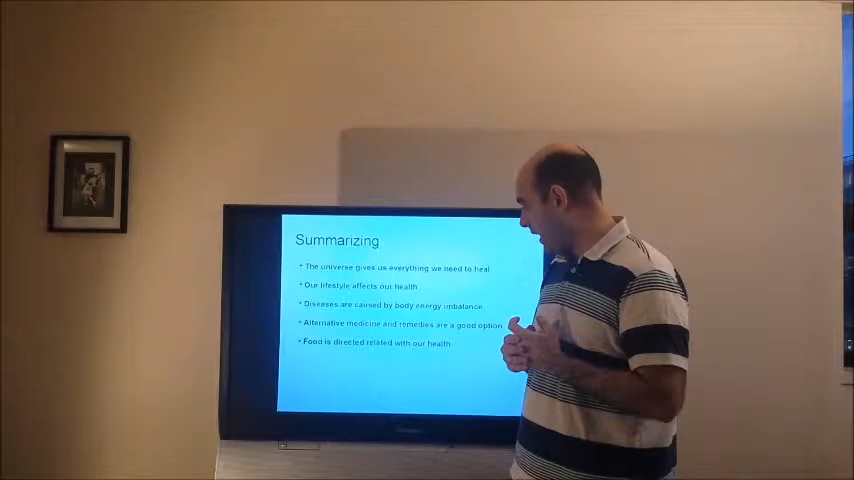 Summarizing
• The universe gives us everything we need to heal
• Our lifestyle affects our health
• Diseases are caused by body energy imbalance
• Alternative medicine and remedies are a good option
• Food is directed related with our health